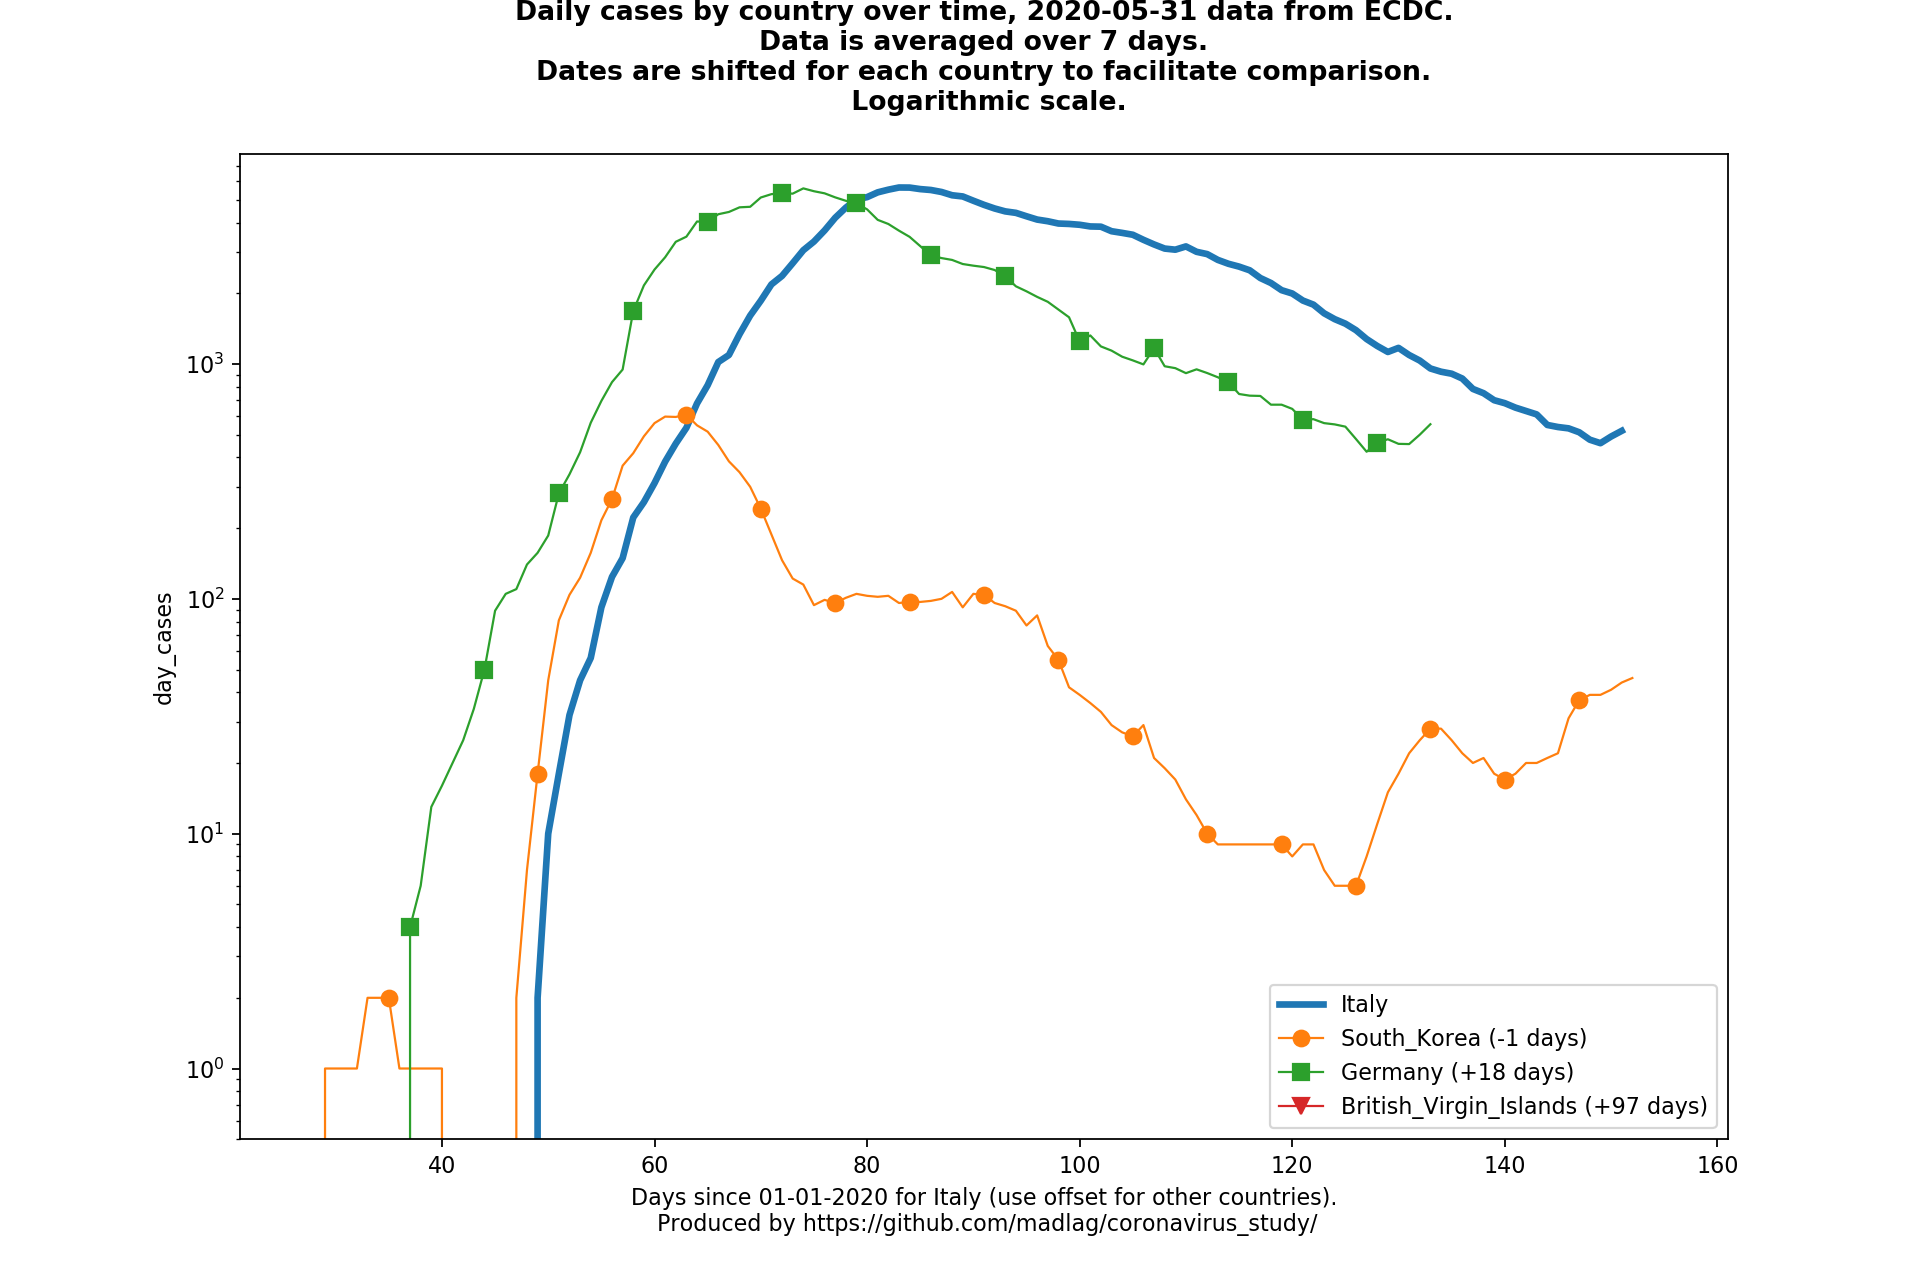 Daily cases by country over time, 2020-05-31 data from ECDC.
Data is averaged over 7 days.
Dates are shifted for each country to facilitate comparison.
Logarithmic scale.
day_cases
10³
10²
10¹
10⁰
Italy
South_Korea (-1 days)
Germany (+18 days)
British_Virgin_Islands (+97 days)
40 60 80 100 120 140 160
Days since 01-01-2020 for Italy (use offset for other countries).
Produced by https://github.com/madlag/coronavirus_study/